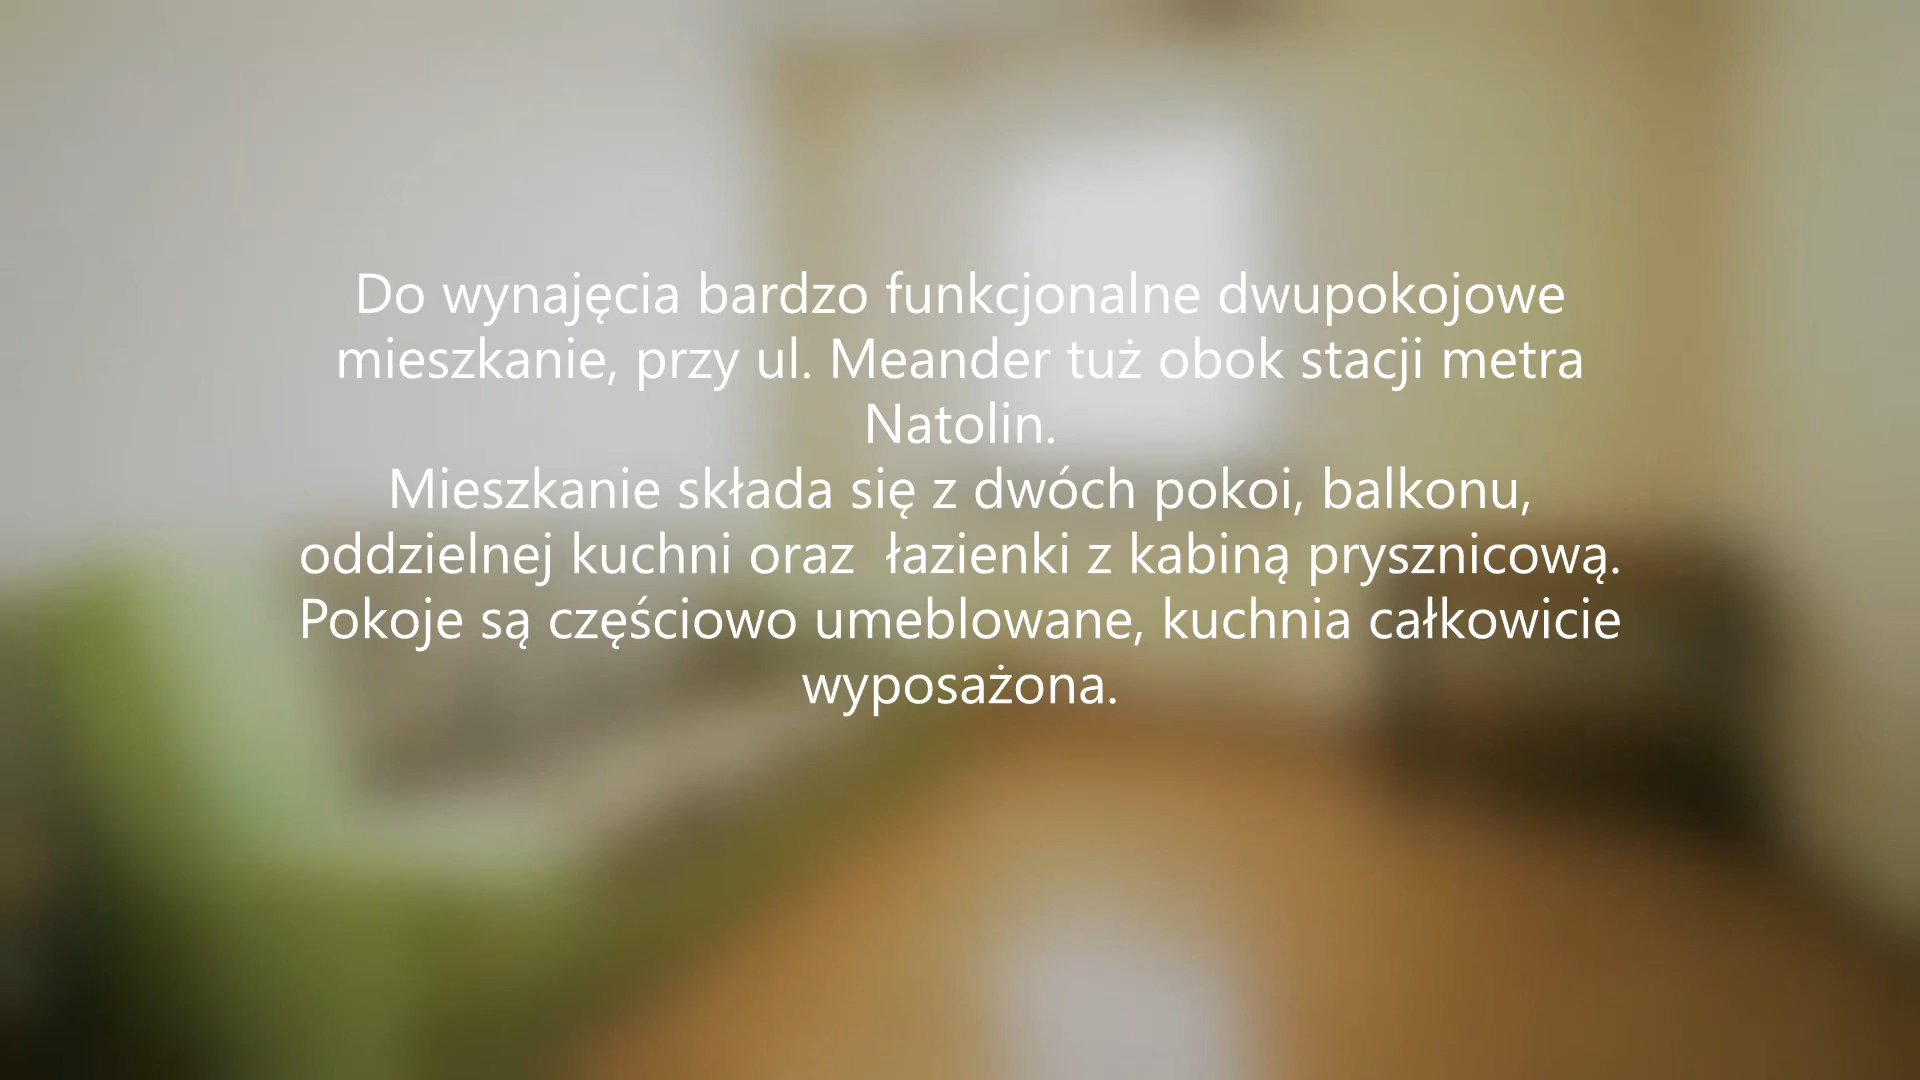 Do wynajęcia bardzo funkcjonalne dwupokojowe
mieszkanie, przy ul. Meander tuż obok stacji metra
Natolin.
Mieszkanie składa się z dwóch pokoi, balkonu,
oddzielnej kuchni oraz  łazienki z kabiną prysznicową.
Pokoje są częściowo umeblowane, kuchnia całkowicie
wyposażona.